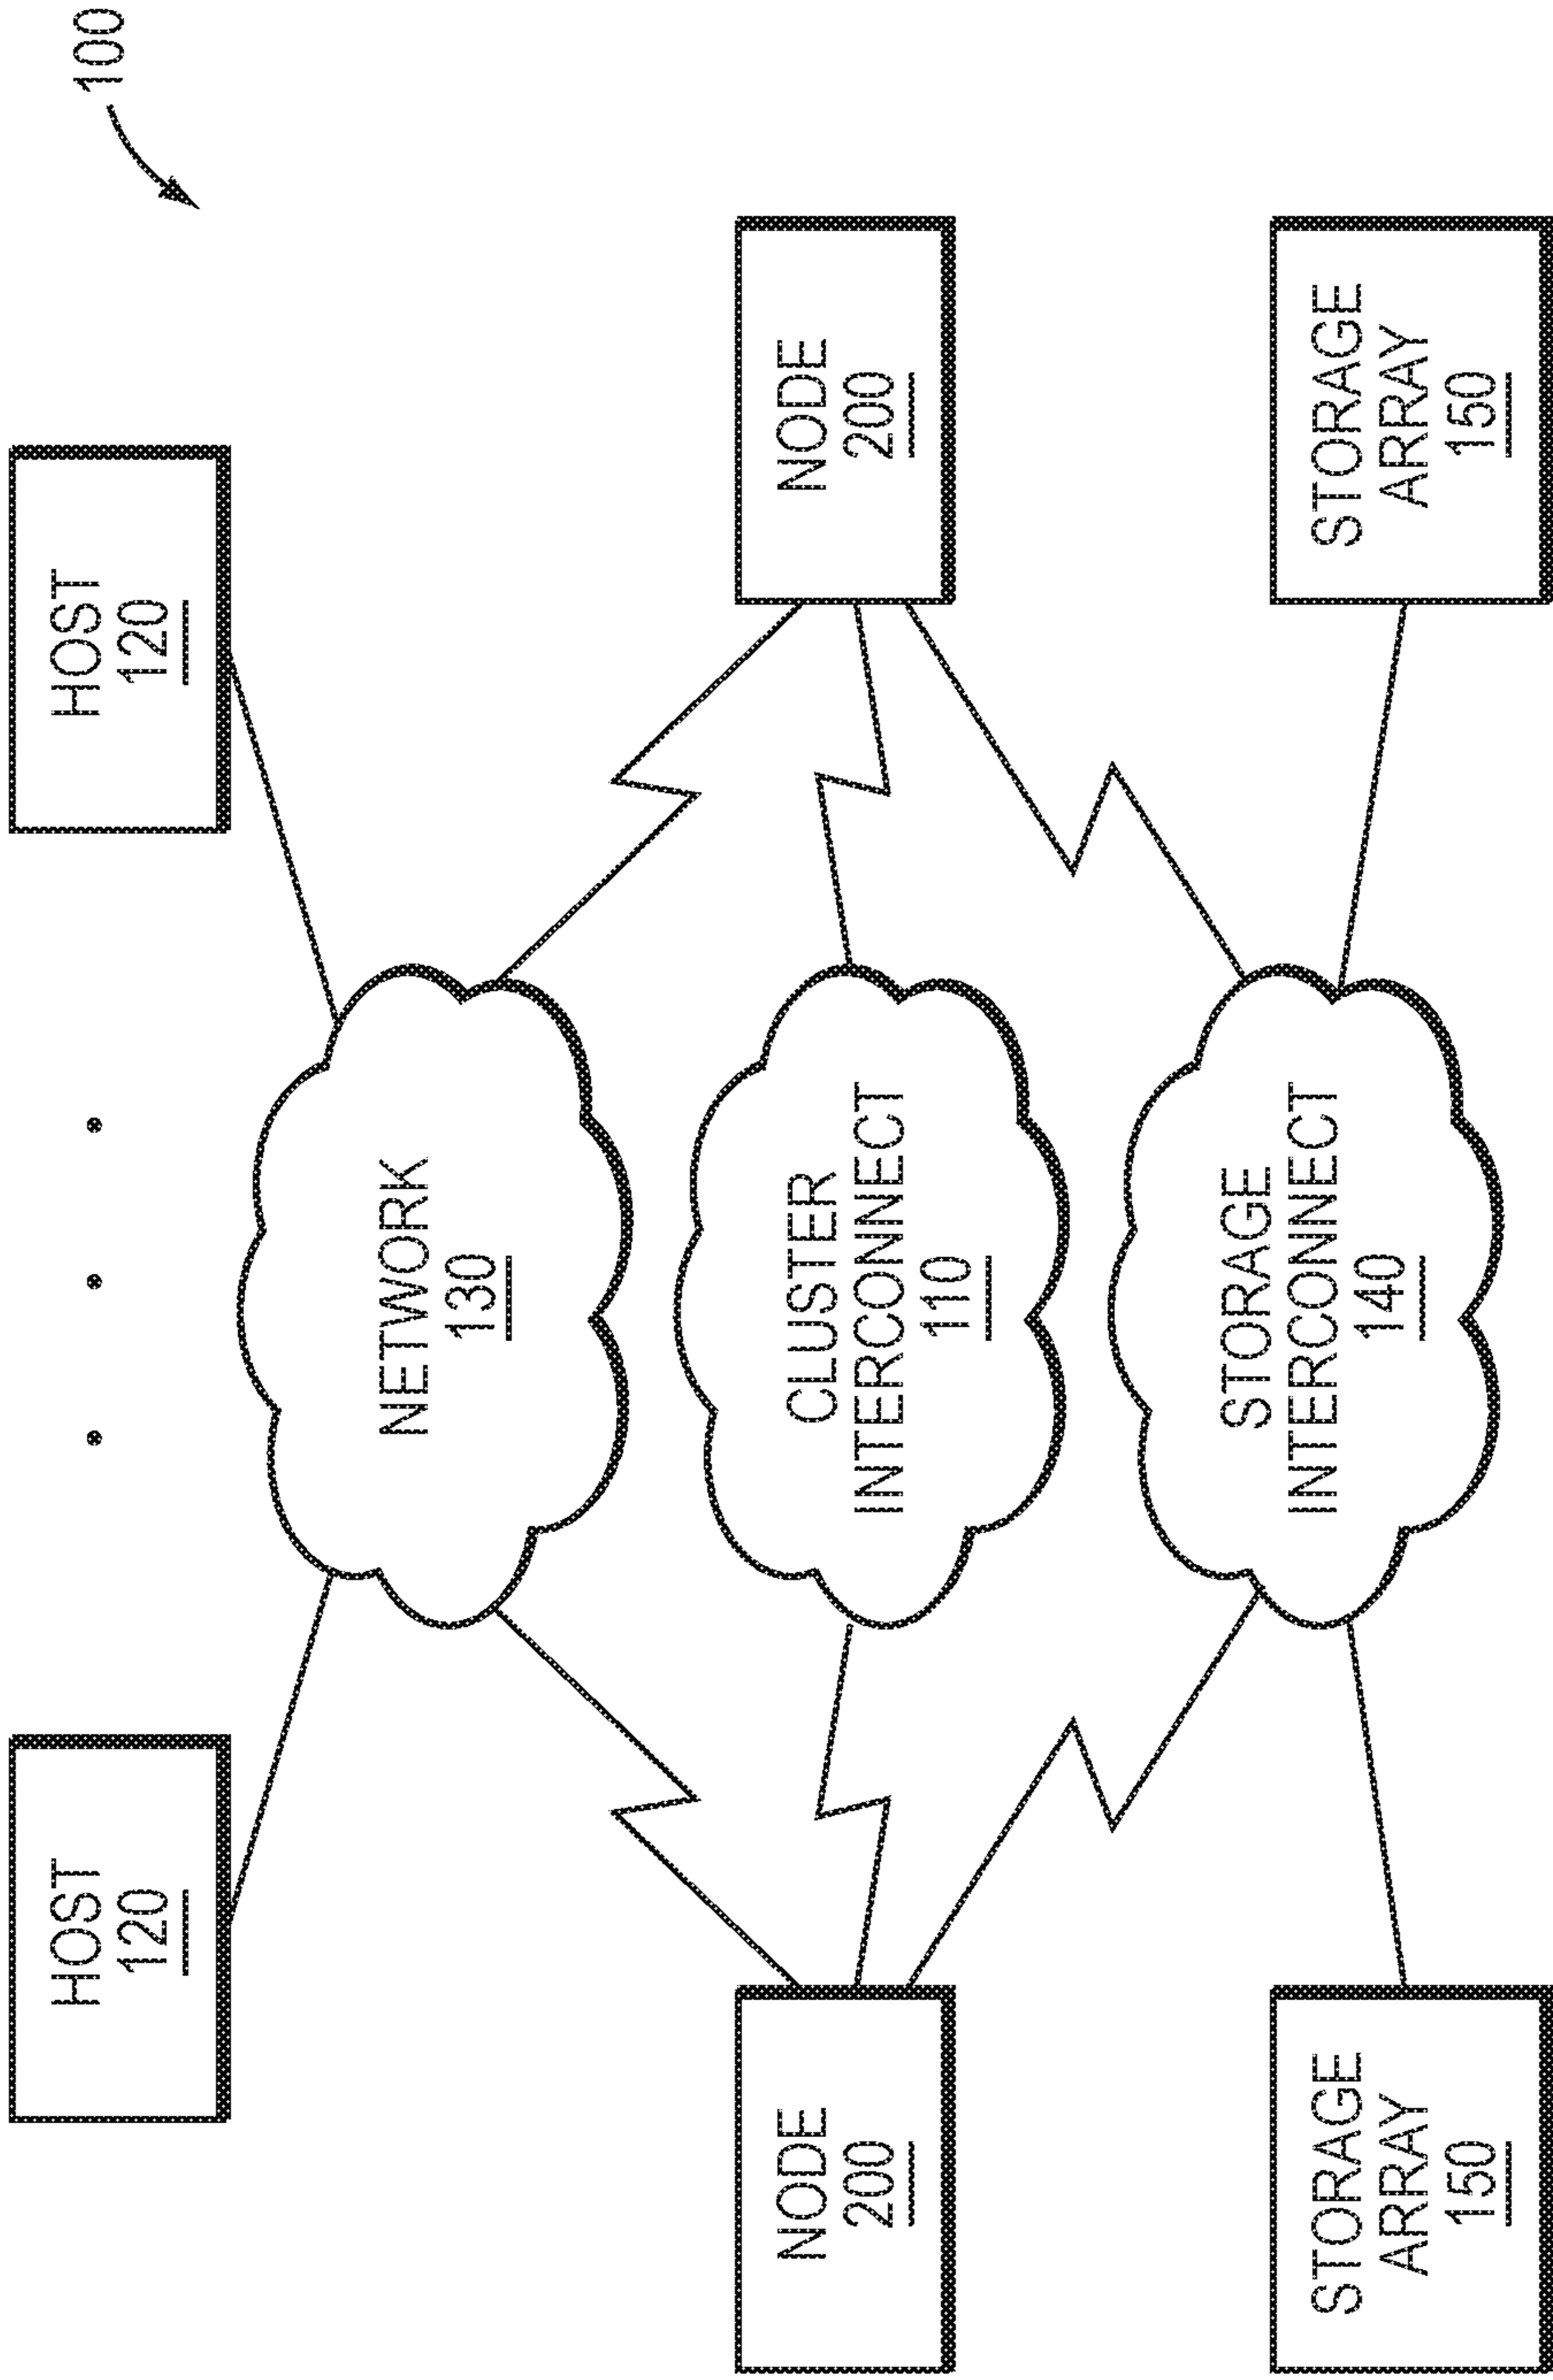 100
HOST
120
HOST
120
NETWORK
130
NODE
200
CLUSTER
INTERCONNECT
110
NODE
200
STORAGE
INTERCONNECT
140
STORAGE
ARRAY
150
STORAGE
ARRAY
150